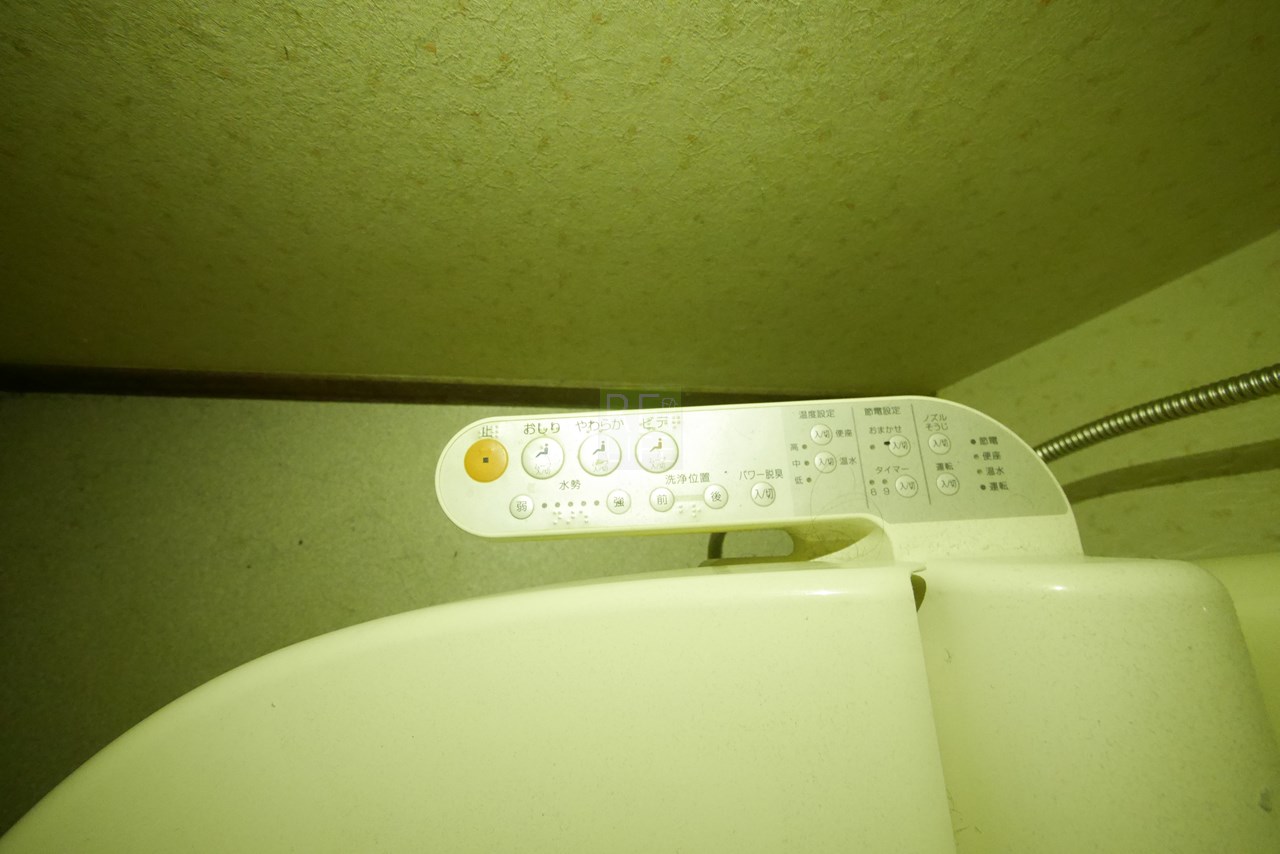 止 おしり やわらか ビデ
水勢 洗浄位置 パワー脱臭
弱 強 前 後 入/切
温度設定
入/切 便座
高
中 入/切 温水
低
節電設定
おまかせ
入/切
タイマー
6 9 入/切
ノズル
そうじ
入/切
運転
入/切
節電
便座
温水
運転